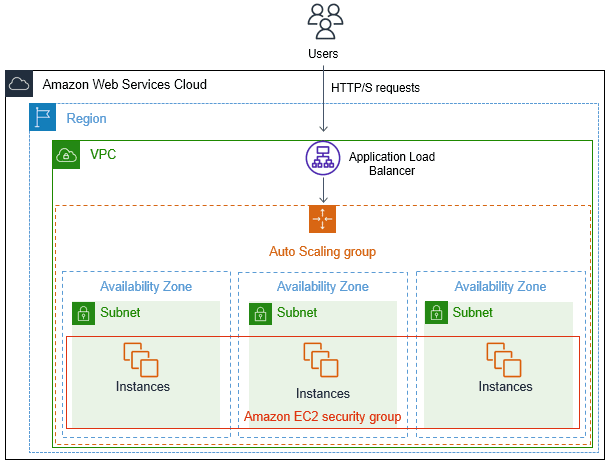 Users
HTTP/S requests
Amazon Web Services Cloud
Region
VPC
Application Load
Balancer
Auto Scaling group
Availability Zone
Availability Zone
Availability Zone
Subnet
Subnet
Subnet
Instances
Instances
Instances
Amazon EC2 security group